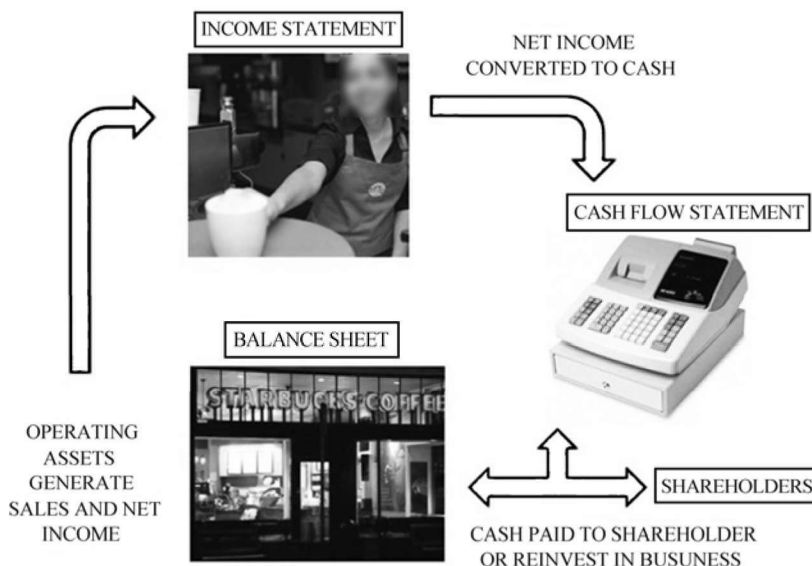 INCOME STATEMENT
NET INCOME
CONVERTED TO CASH
CASH FLOW STATEMENT
BALANCE SHEET
STARBUCKS COFFEE
OPERATING
ASSETS
GENERATE
SALES AND NET
INCOME
SHAREHOLDERS
CASH PAID TO SHAREHOLDER
OR REINVEST IN BUSUNESS